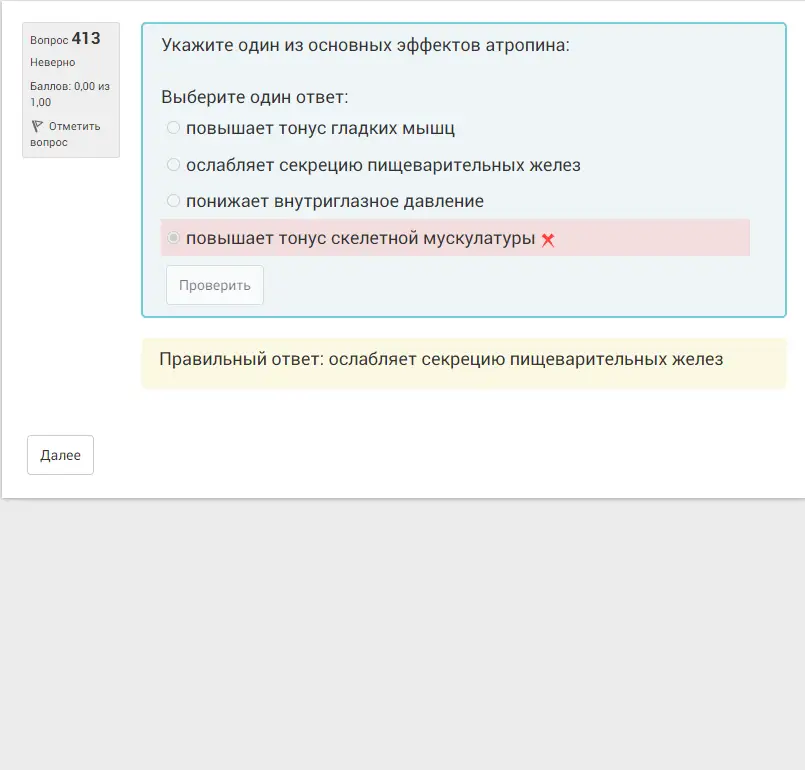 Вопрос 413
Неверно
Баллов: 0,00 из
1,00
Отметить
вопрос
Укажите один из основных эффектов атропина:
Выберите один ответ:
повышает тонус гладких мышц
ослабляет секрецию пищеварительных желез
понижает внутриглазное давление
повышает тонус скелетной мускулатуры
Проверить
Правильный ответ: ослабляет секрецию пищеварительных желез
Далее